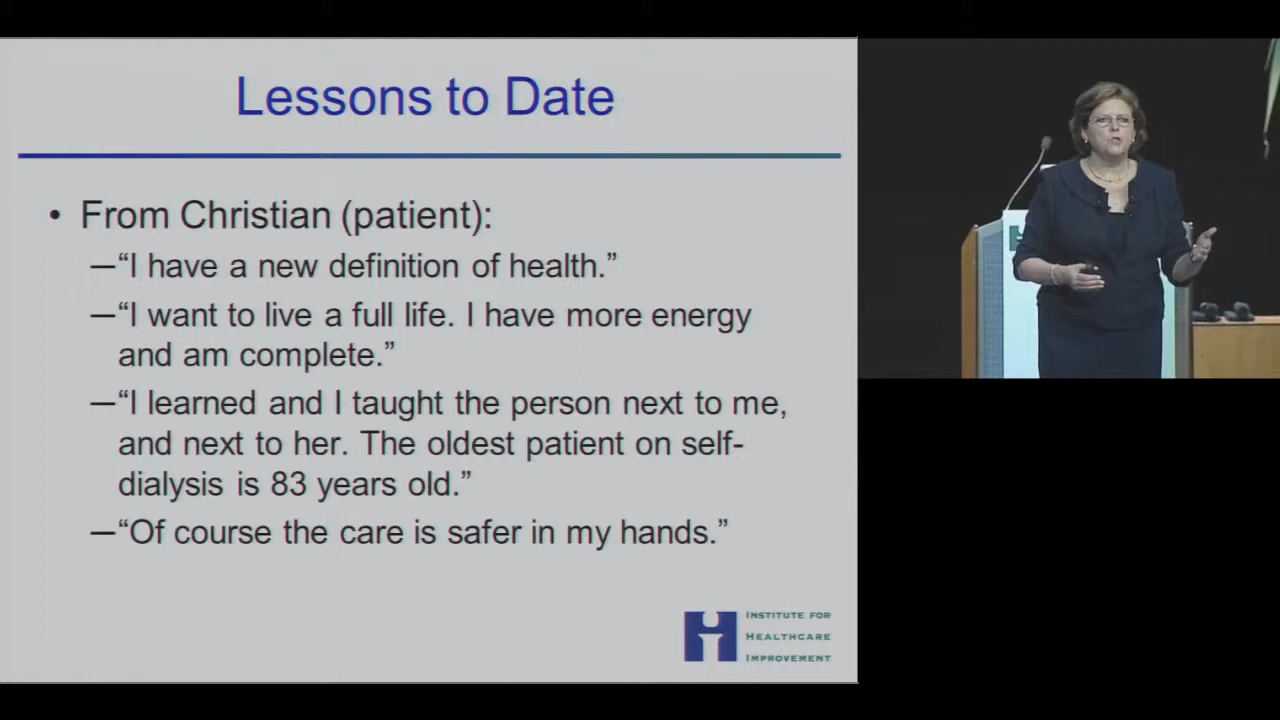 Lessons to Date
• From Christian (patient):
—“I have a new definition of health.”
—“I want to live a full life. I have more energy
and am complete.”
—“I learned and I taught the person next to me,
and next to her. The oldest patient on self-
dialysis is 83 years old.”
—“Of course the care is safer in my hands.”
INSTITUTE FOR
HEALTHCARE
IMPROVEMENT